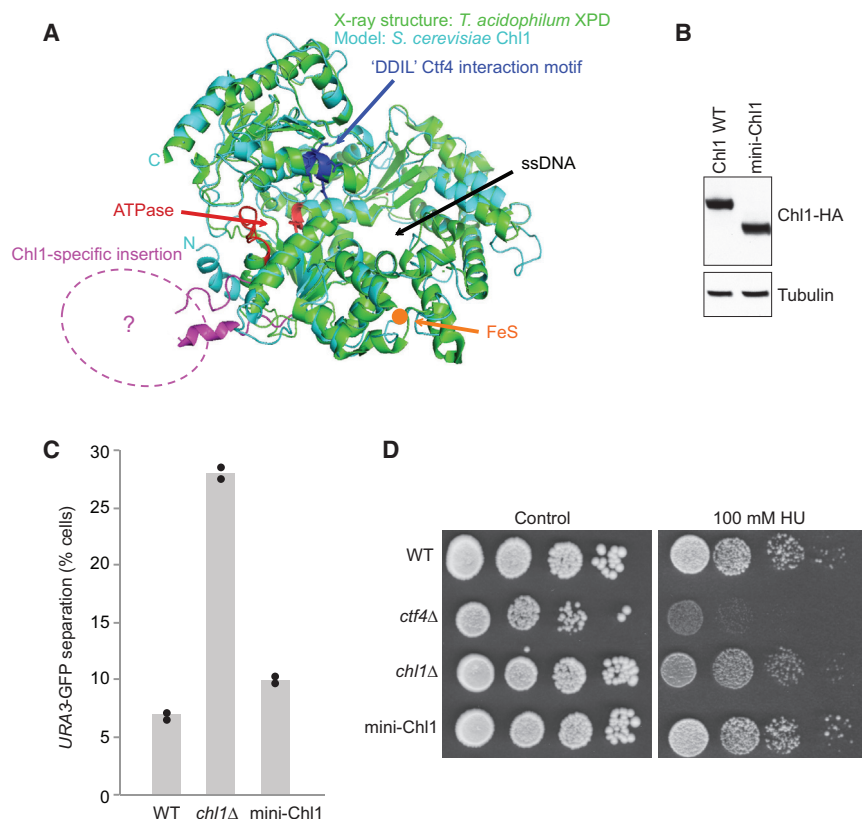 A
X-ray structure: T. acidophilum XPD
Model: S. cerevisiae Chl1
'DDIL' Ctf4 interaction motif
C
ssDNA
ATPase
N
Chl1-specific insertion
?
FeS
B
Chl1 WT
mini-Chl1
Chl1-HA
Tubulin
C
URA3-GFP separation (% cells)
30
25
20
15
10
5
0
WT
chl1Δ
mini-Chl1
D
Control
100 mM HU
WT
ctf4Δ
chl1Δ
mini-Chl1